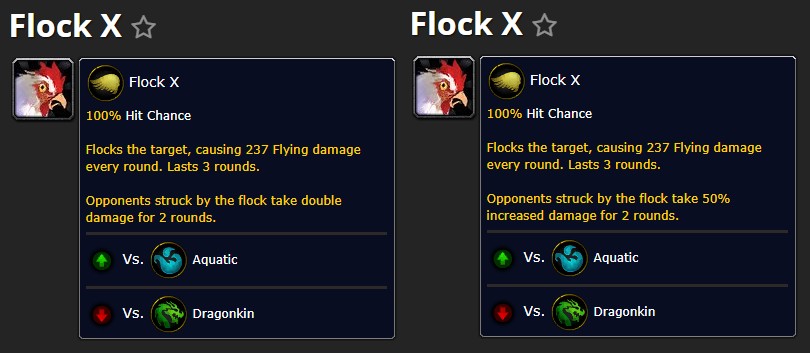 Flock X
Flock X
100% Hit Chance
Flocks the target, causing 237 Flying damage
every round. Lasts 3 rounds.
Opponents struck by the flock take double
damage for 2 rounds.
Vs. Aquatic
Vs. Dragonkin
Flock X
Flock X
100% Hit Chance
Flocks the target, causing 237 Flying damage
every round. Lasts 3 rounds.
Opponents struck by the flock take 50%
increased damage for 2 rounds.
Vs. Aquatic
Vs. Dragonkin